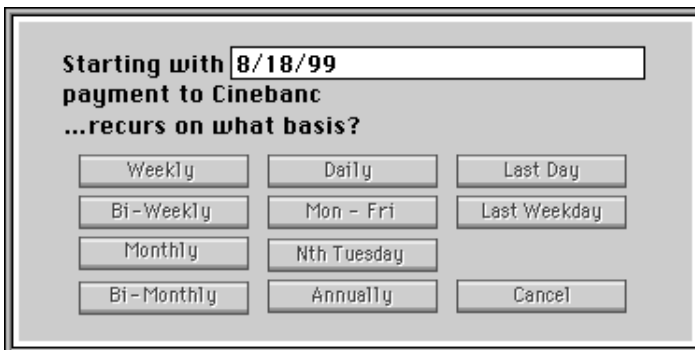 Starting with 8/18/99
payment to Cinebanc
...recurs on what basis?
Weekly Daily Last Day
Bi-Weekly Mon - Fri Last Weekday
Monthly Nth Tuesday
Bi-Monthly Annually Cancel